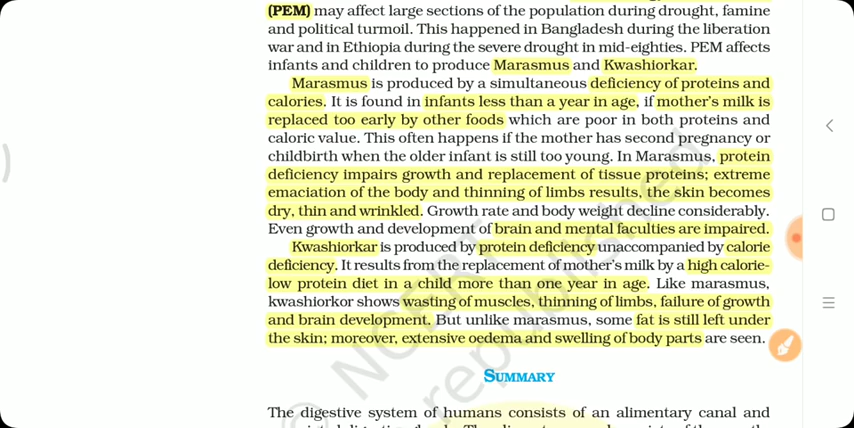 (PEM) may affect large sections of the population during drought, famine
and political turmoil. This happened in Bangladesh during the liberation
war and in Ethiopia during the severe drought in mid-eighties. PEM affects
infants and children to produce Marasmus and Kwashiorkar.
Marasmus is produced by a simultaneous deficiency of proteins and
calories. It is found in infants less than a year in age, if mother's milk is
replaced too early by other foods which are poor in both proteins and
caloric value. This often happens if the mother has second pregnancy or
childbirth when the older infant is still too young. In Marasmus, protein
deficiency impairs growth and replacement of tissue proteins; extreme
emaciation of the body and thinning of limbs results, the skin becomes
dry, thin and wrinkled. Growth rate and body weight decline considerably.
Even growth and development of brain and mental faculties are impaired.
Kwashiorkar is produced by protein deficiency unaccompanied by calorie
deficiency. It results from the replacement of mother's milk by a high calorie-
low protein diet in a child more than one year in age. Like marasmus,
kwashiorkor shows wasting of muscles, thinning of limbs, failure of growth
and brain development. But unlike marasmus, some fat is still left under
the skin; moreover, extensive oedema and swelling of body parts are seen.
SUMMARY
The digestive system of humans consists of an alimentary canal and
© NCERT
republished